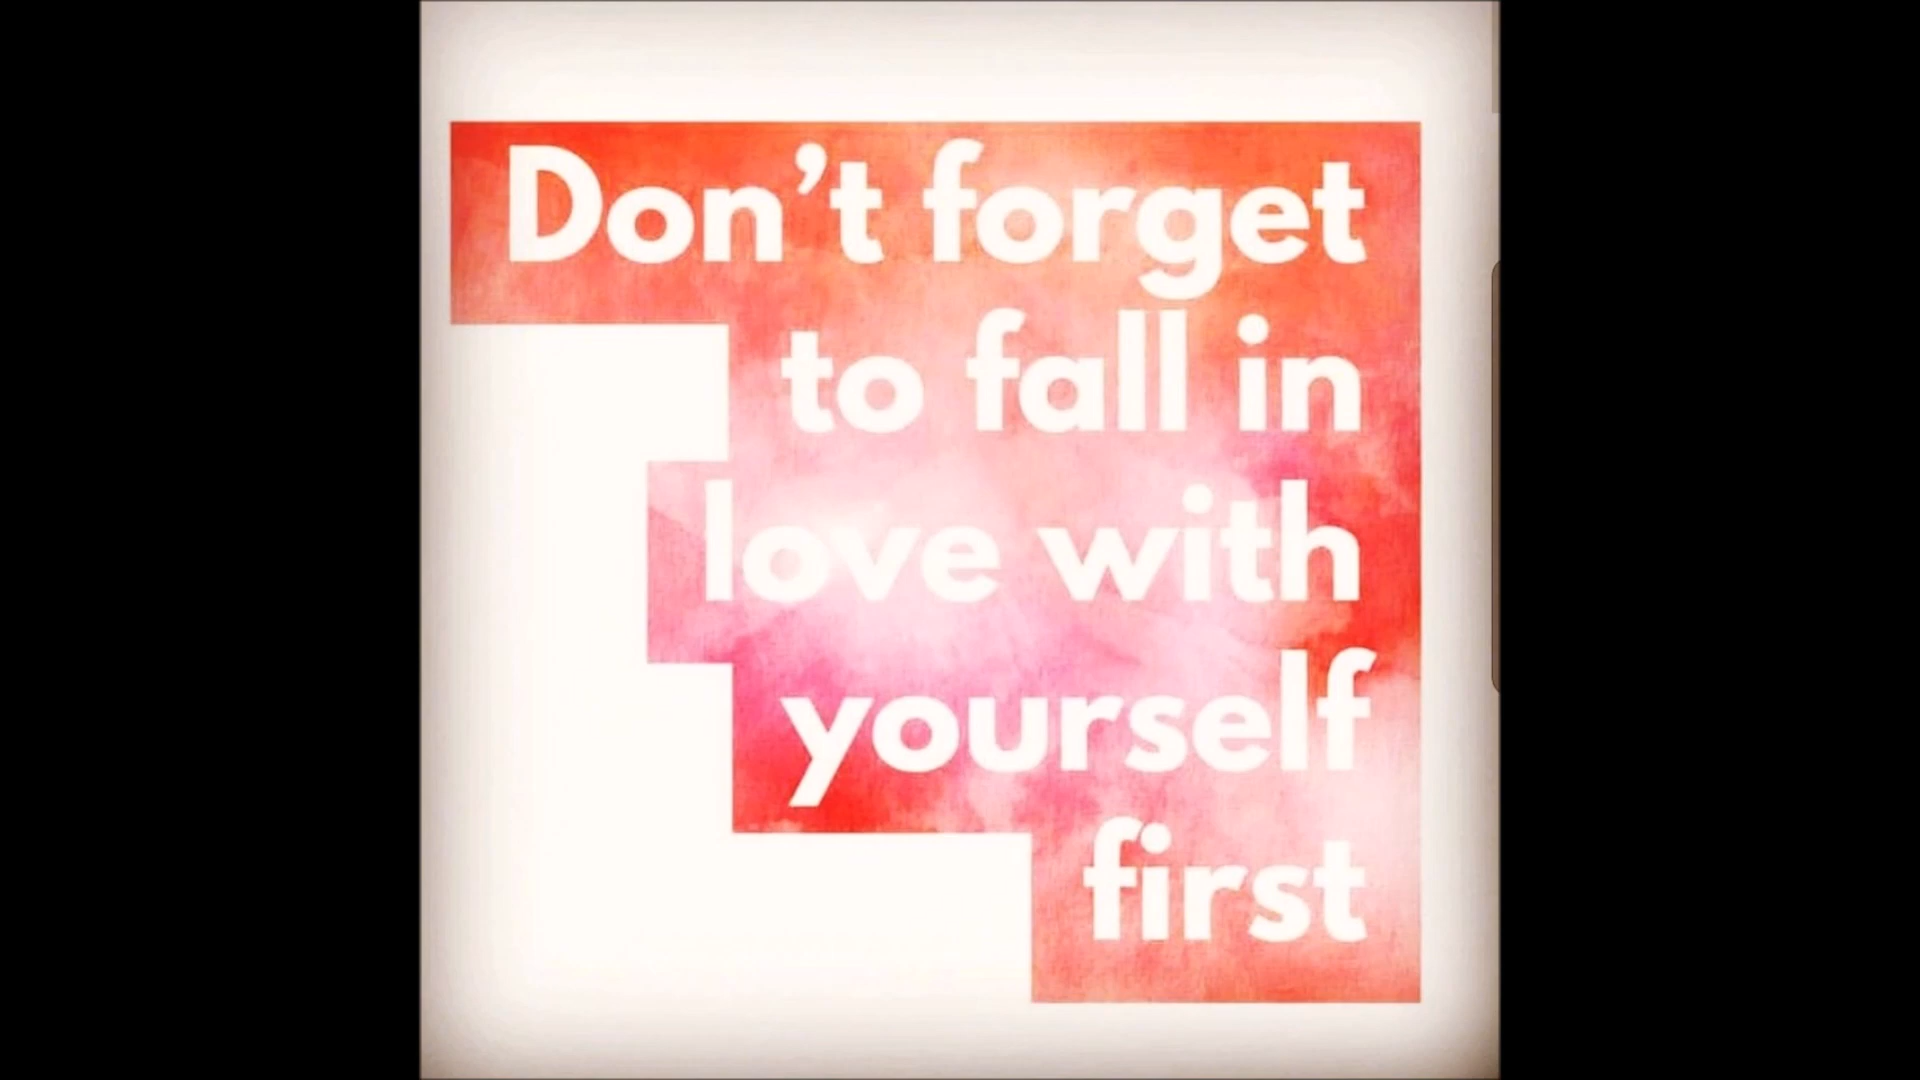 Don’t forget
to fall in
love with
yourself
first